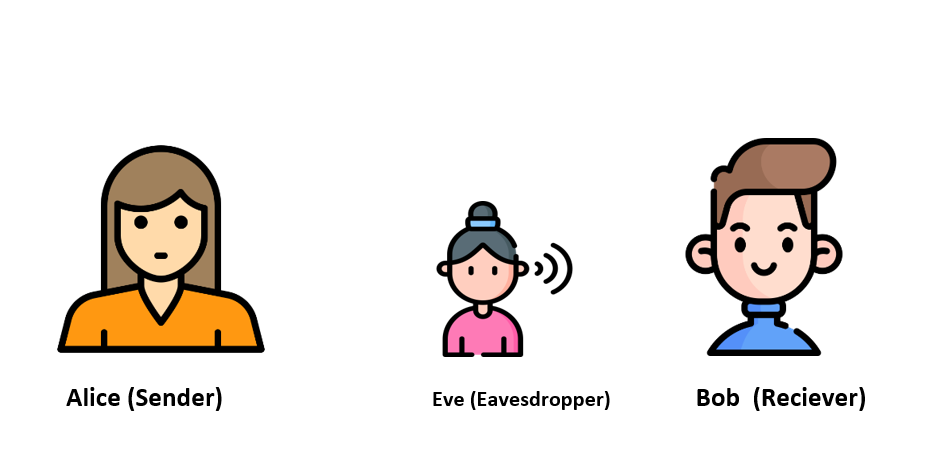 Alice (Sender)
Eve (Eavesdropper)
Bob  (Reciever)